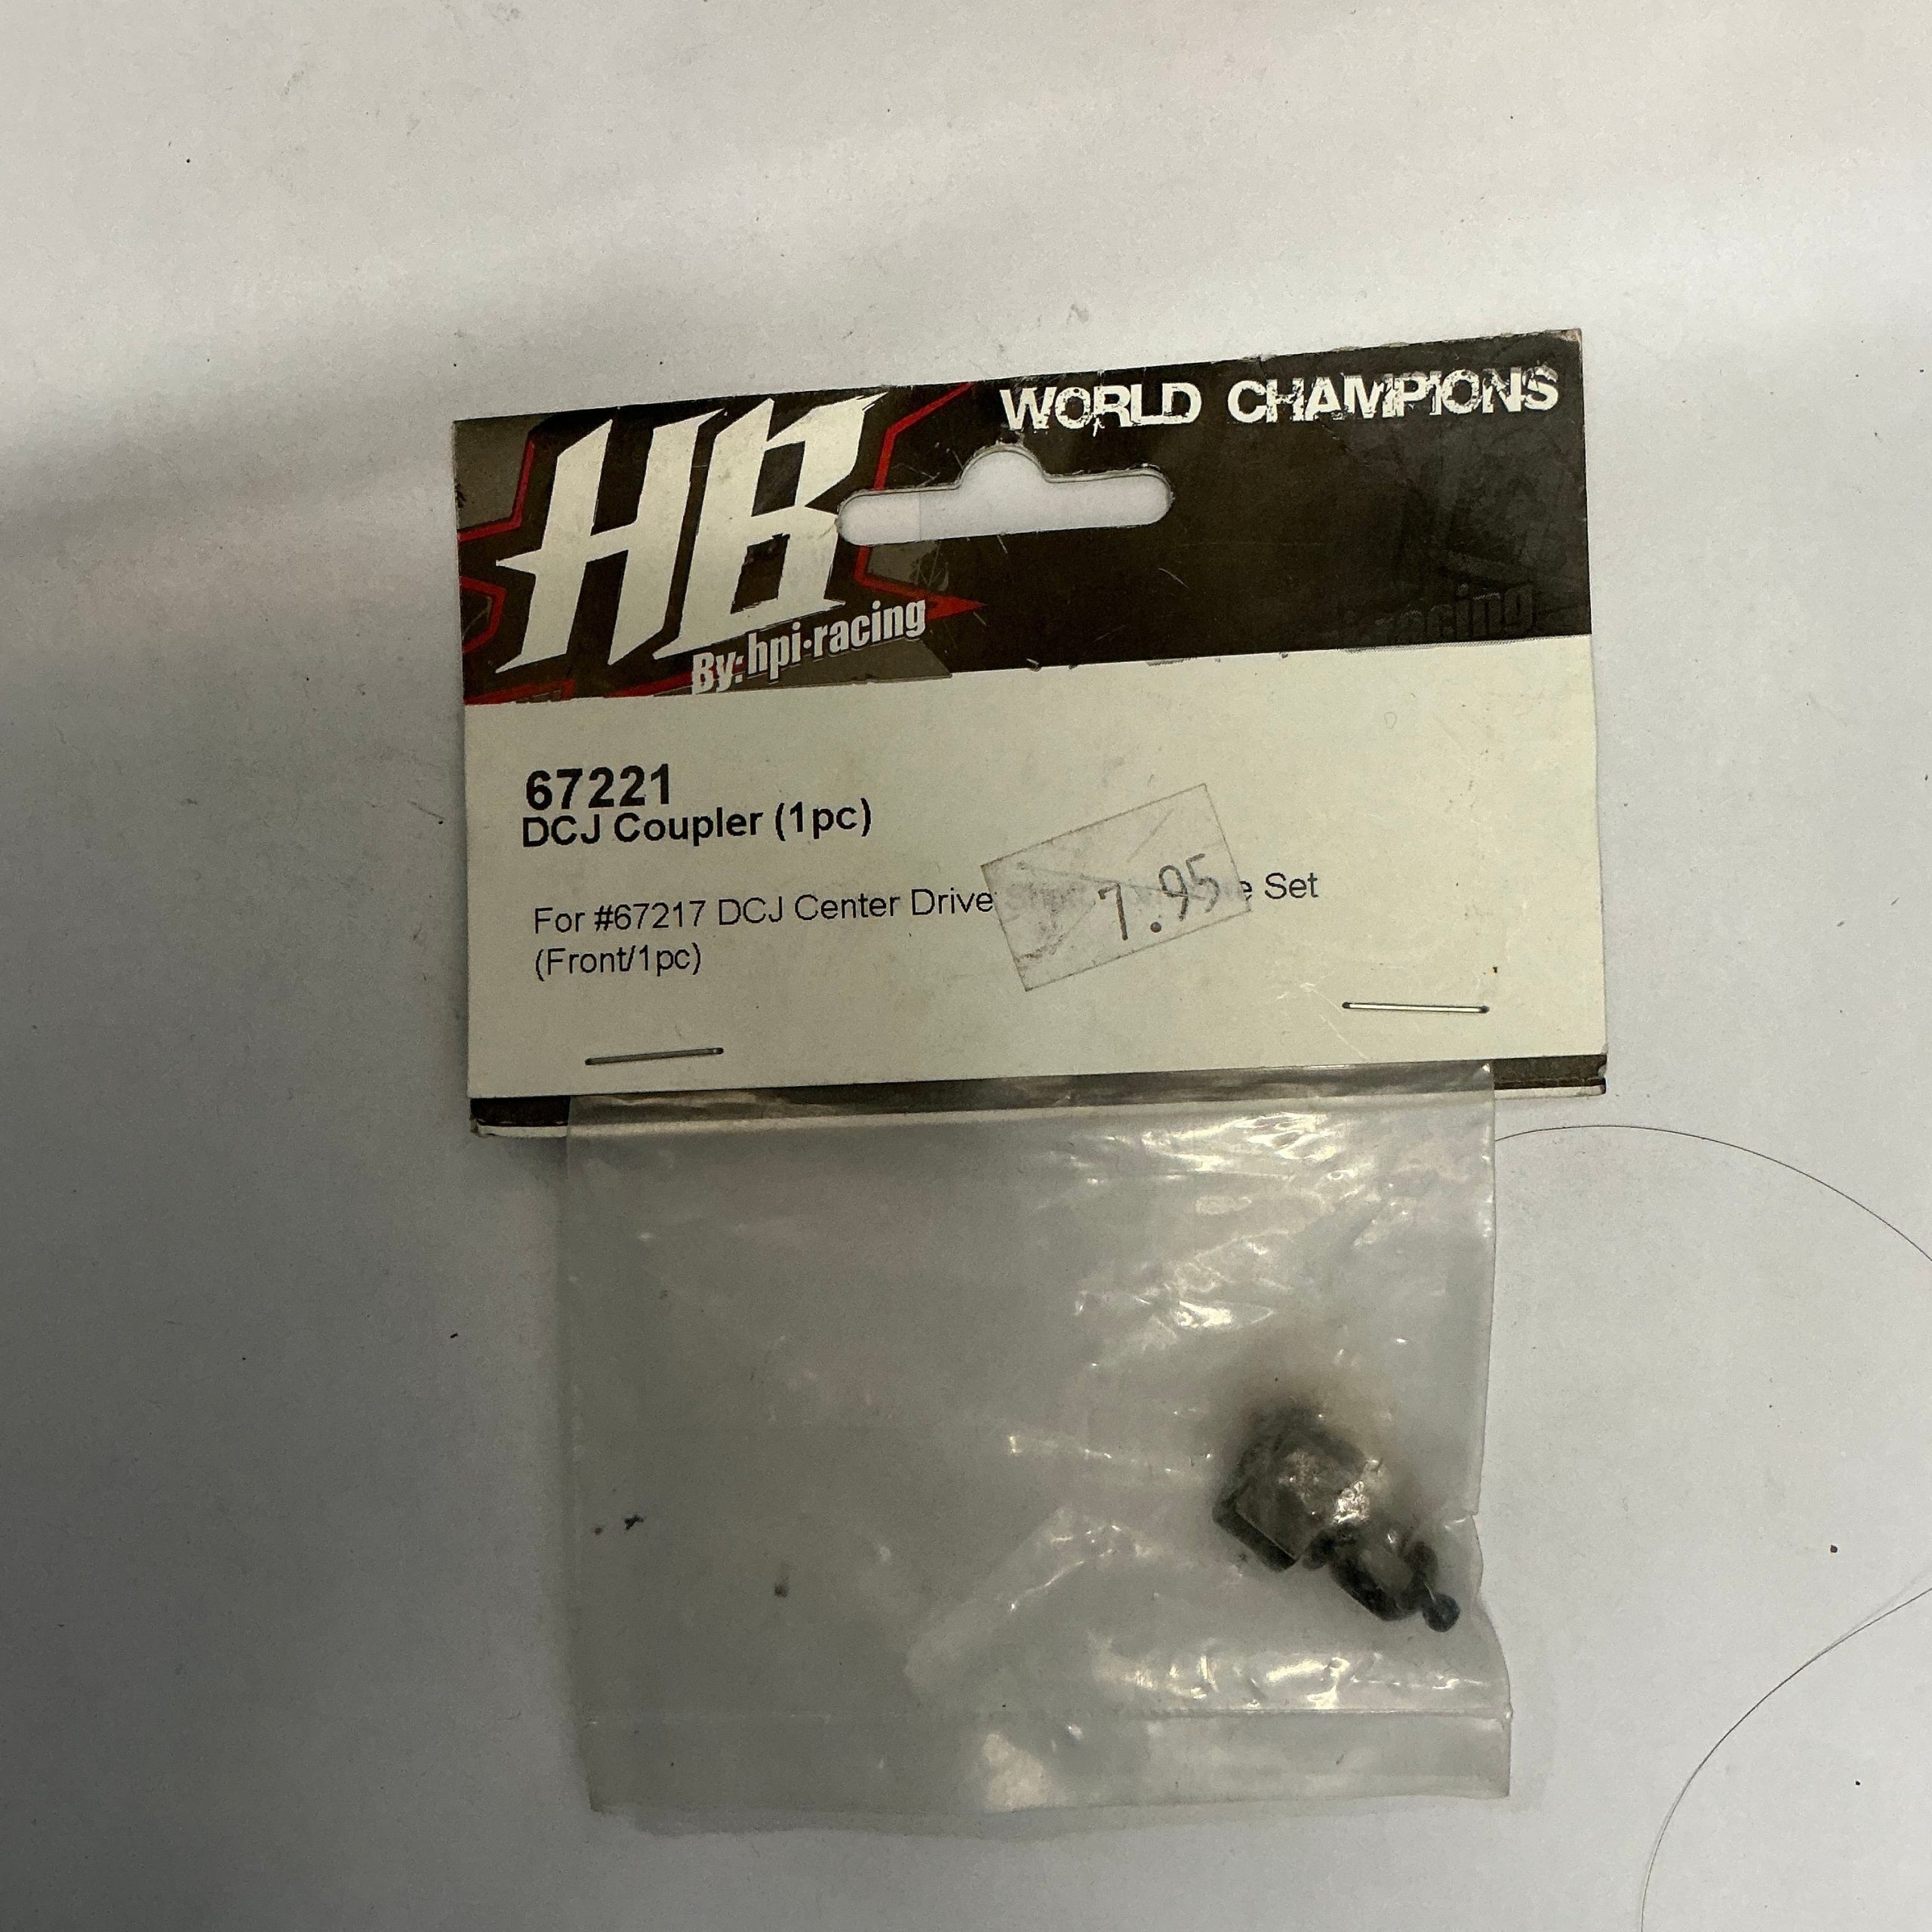 WORLD CHAMPIONS
HB
By: hpi·racing
67221
DCJ Coupler (1pc)
For #67217 DCJ Center Drive Set
(Front/1pc)
7.95